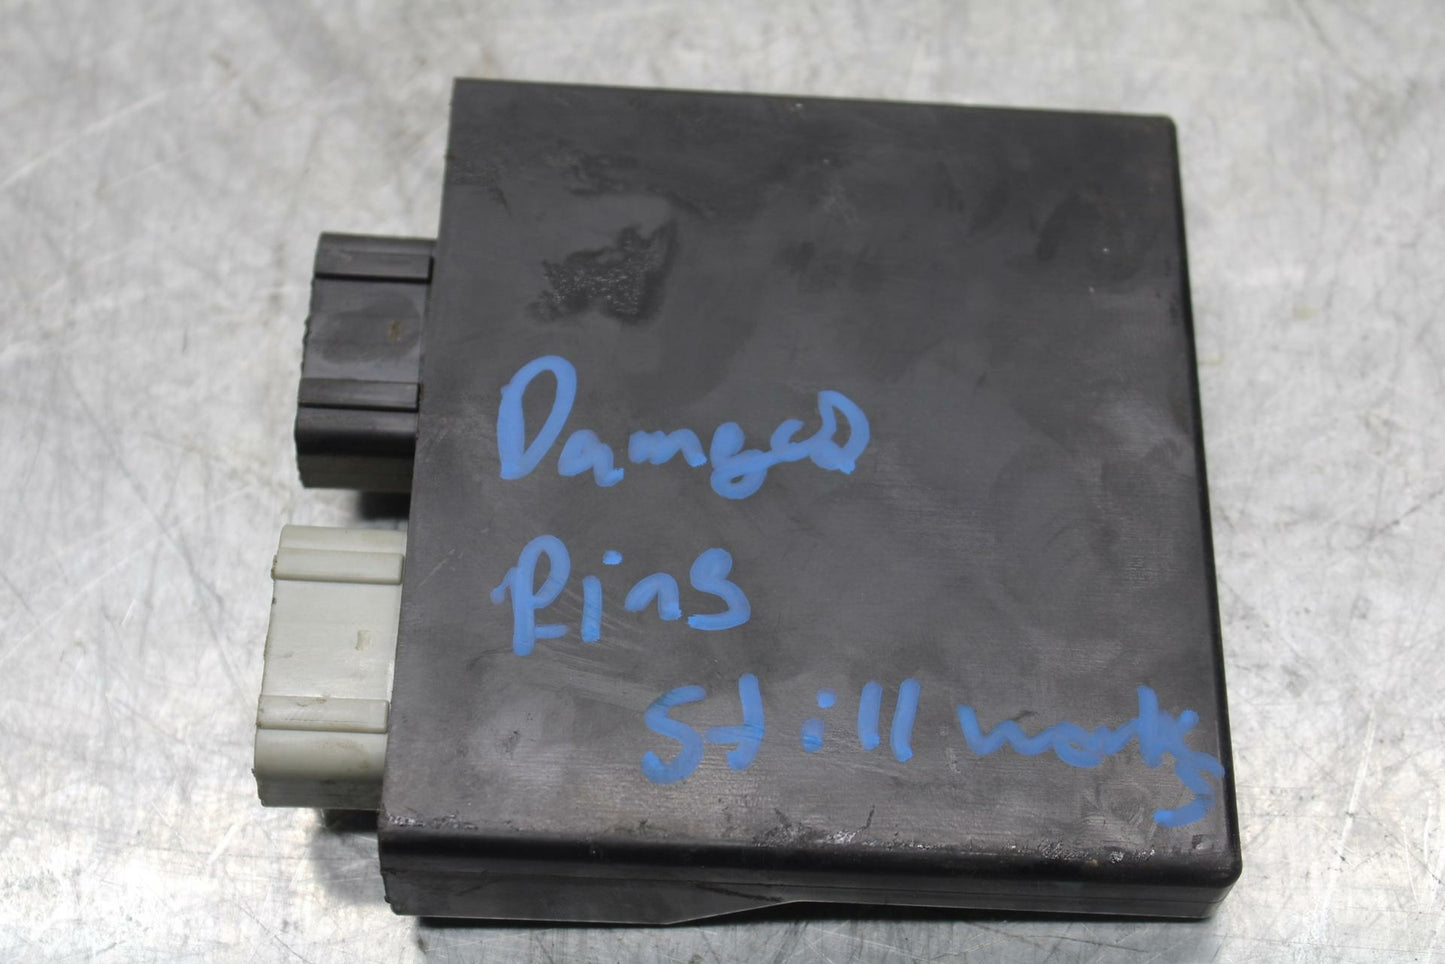 Damged
Pins
still works